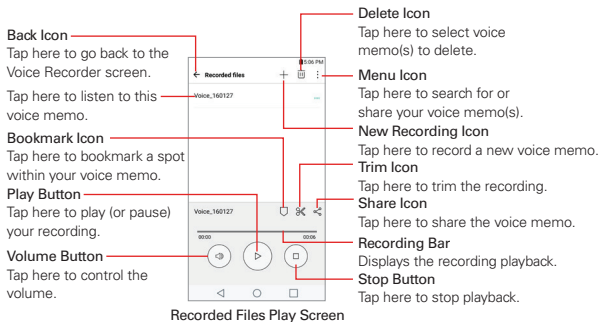 Back Icon
Tap here to go back to the
Voice Recorder screen.
Tap here to listen to this
voice memo.
Bookmark Icon
Tap here to bookmark a spot
within your voice memo.
Play Button
Tap here to play (or pause)
your recording.
Volume Button
Tap here to control the
volume.
5:06 PM
Recorded files
Voice_160127
Voice_160127
00:00
00:06
Delete Icon
Tap here to select voice
memo(s) to delete.
Menu Icon
Tap here to search for or
share your voice memo(s).
New Recording Icon
Tap here to record a new voice memo.
Trim Icon
Tap here to trim the recording.
Share Icon
Tap here to share the voice memo.
Recording Bar
Displays the recording playback.
Stop Button
Tap here to stop playback.
Recorded Files Play Screen